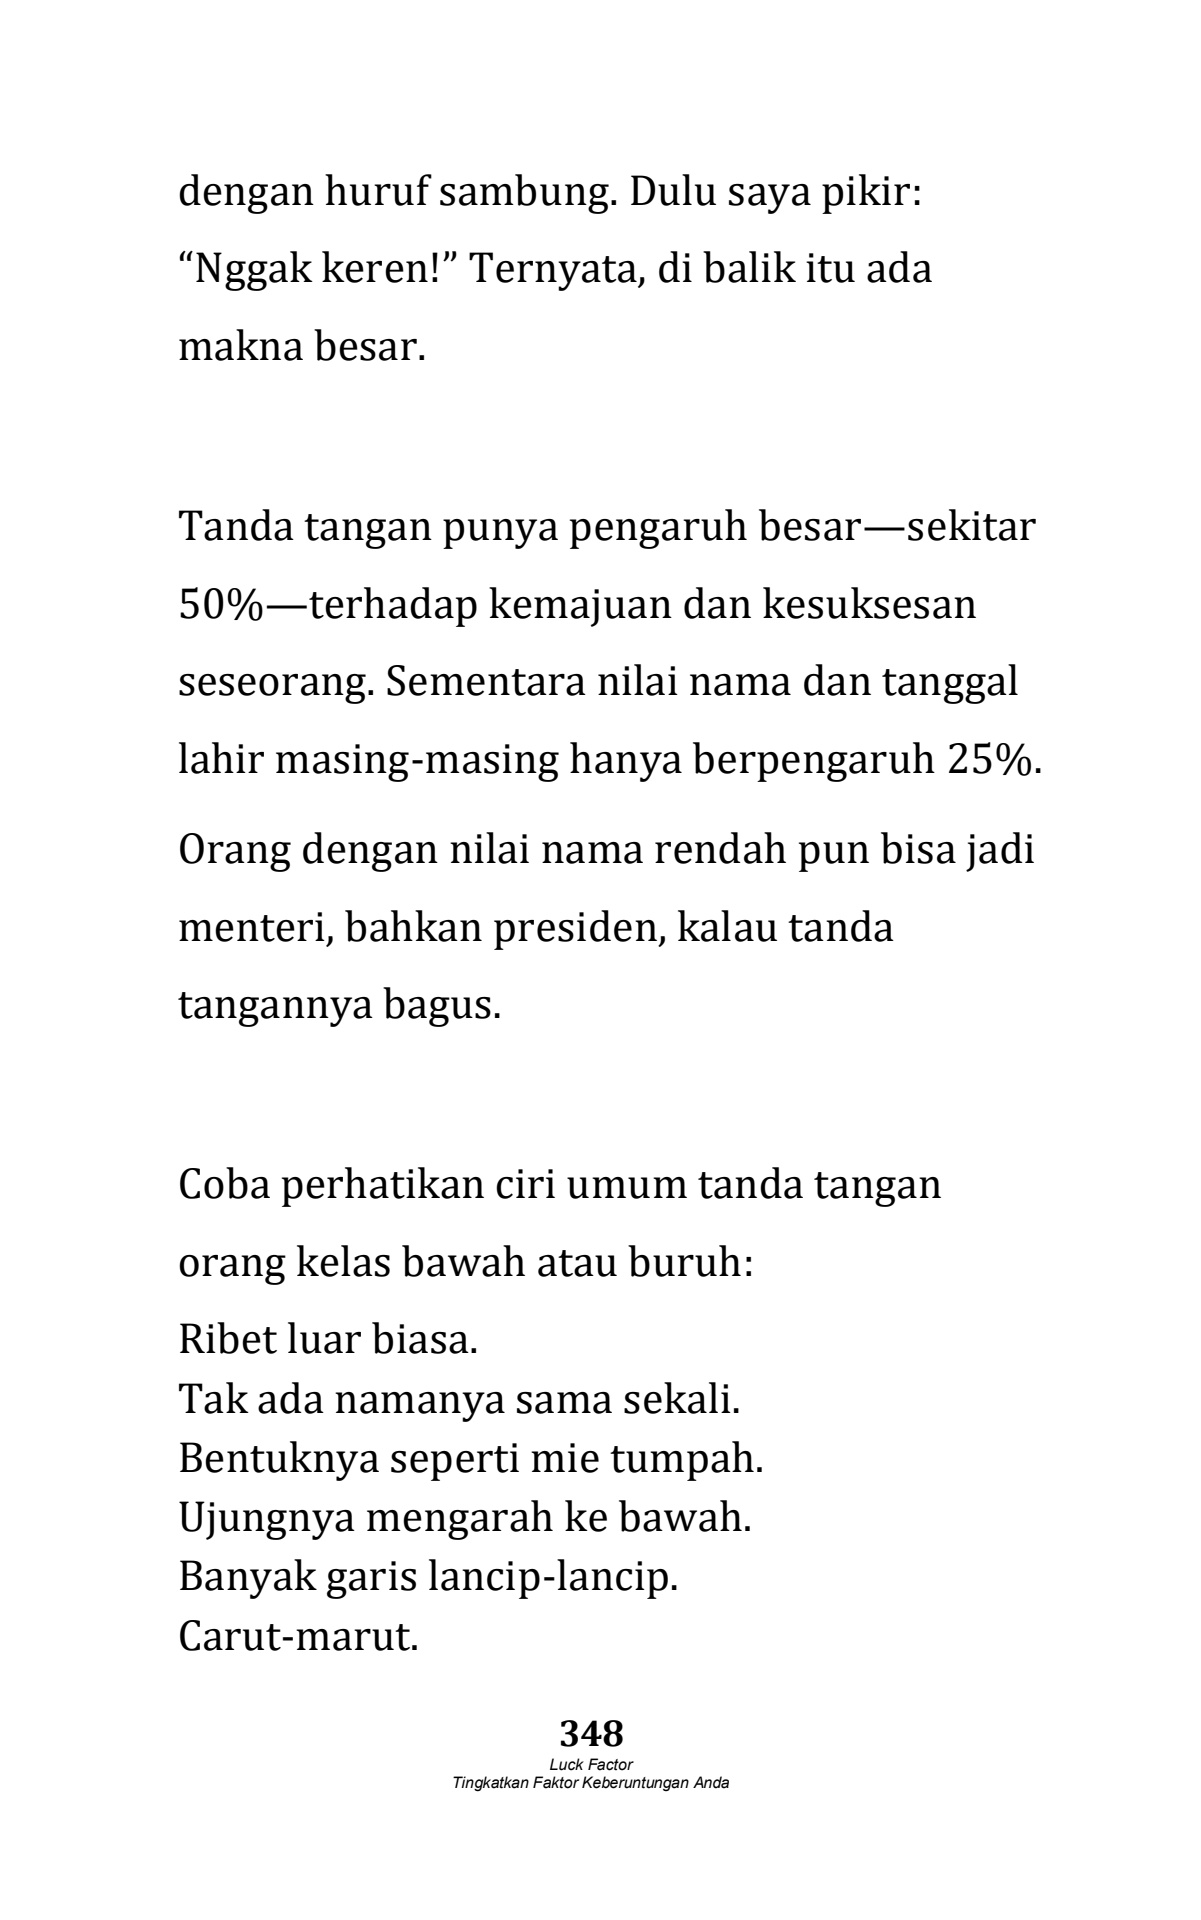 dengan huruf sambung. Dulu saya pikir:
“Nggak keren!” Ternyata, di balik itu ada
makna besar.
Tanda tangan punya pengaruh besar—sekitar
50%—terhadap kemajuan dan kesuksesan
seseorang. Sementara nilai nama dan tanggal
lahir masing-masing hanya berpengaruh 25%.
Orang dengan nilai nama rendah pun bisa jadi
menteri, bahkan presiden, kalau tanda
tangannya bagus.
Coba perhatikan ciri umum tanda tangan
orang kelas bawah atau buruh:
Ribet luar biasa.
Tak ada namanya sama sekali.
Bentuknya seperti mie tumpah.
Ujungnya mengarah ke bawah.
Banyak garis lancip-lancip.
Carut-marut.
348
Luck Factor
Tingkatkan Faktor Keberuntungan Anda